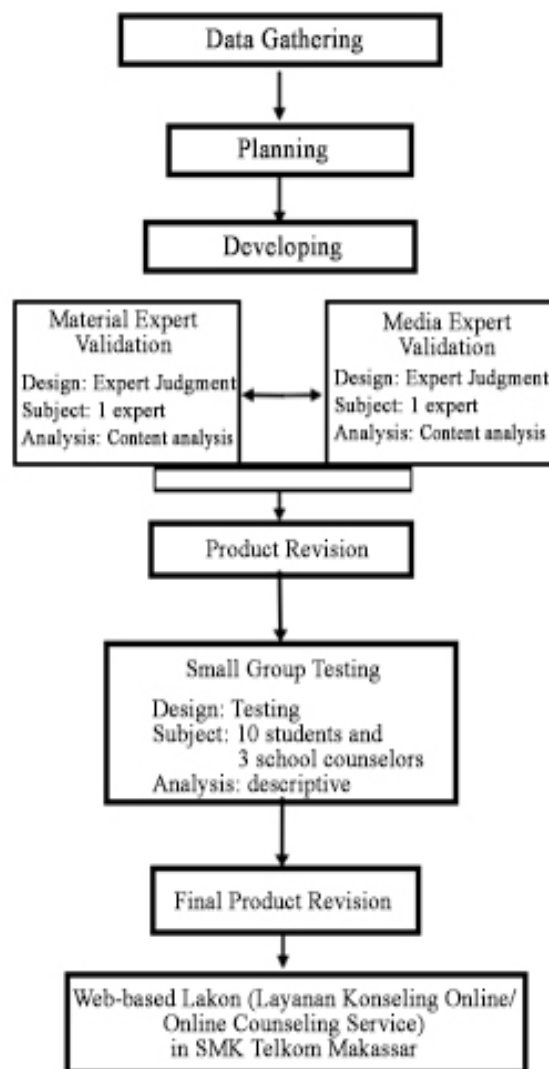 Data Gathering
Planning
Developing
Material Expert
Validation
Design: Expert Judgment
Subject: 1 expert
Analysis: Content analysis
Media Expert
Validation
Design: Expert Judgment
Subject: 1 expert
Analysis: Content analysis
Product Revision
Small Group Testing
Design: Testing
Subject: 10 students and
3 school counselors
Analysis: descriptive
Final Product Revision
Web-based Lakon (Layanan Konseling Online/
Online Counseling Service)
in SMK Telkom Makassar